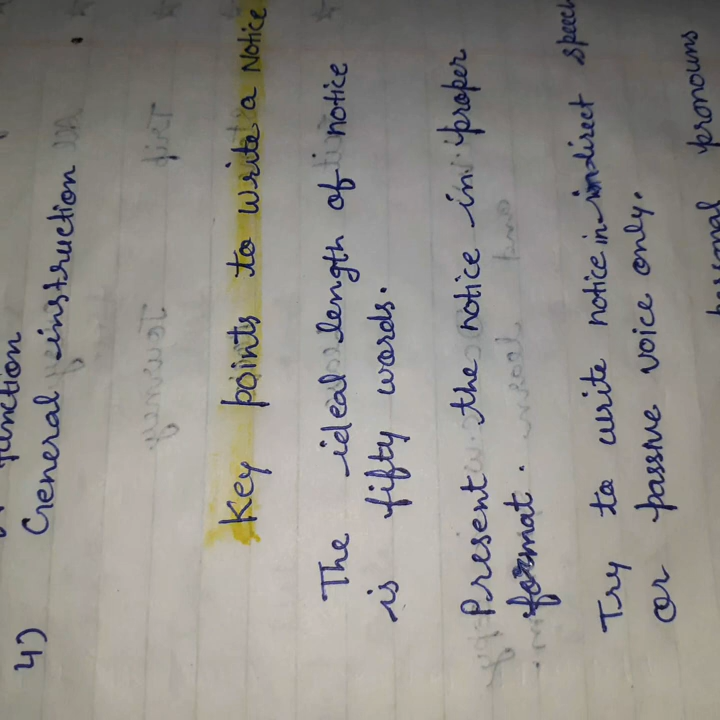 function
4) General instruction
Key points to write a Notice
The ideal length of notice
is fifty words.
Present the notice in proper
format.
Try to write notice in indirect speech
or passive voice only.
personal pronouns